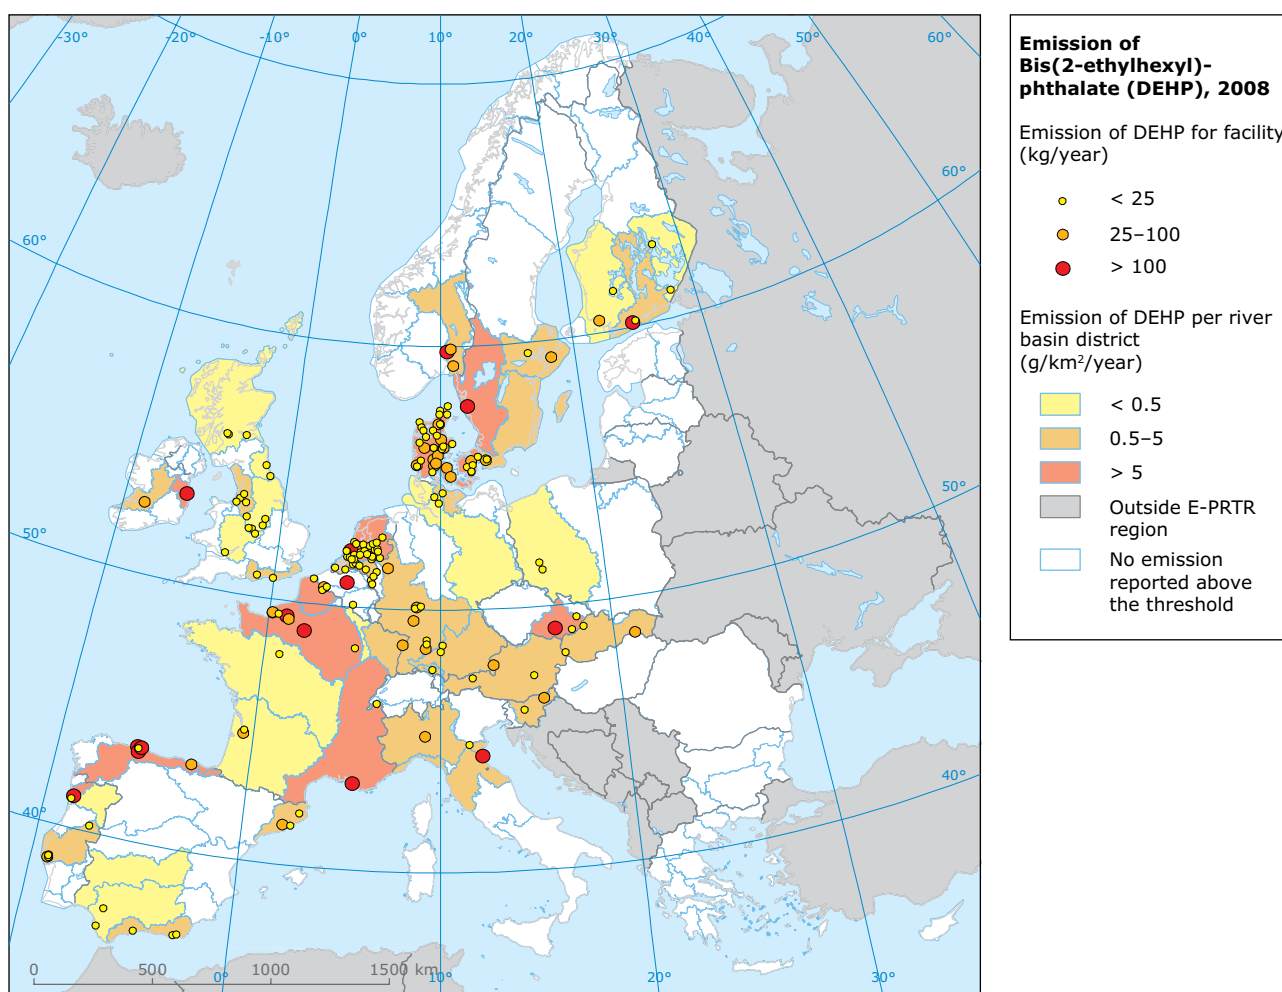 -30°
-20°
-10°
0°
10°
20°
30°
40°
60°
60°
60°
50°
50°
40°
40°
0
500
1000
1500 km
0°
10°
20°
30°
Emission of
Bis(2-ethylhexyl)-
phthalate (DEHP), 2008
Emission of DEHP for facility
(kg/year)
< 25
25–100
> 100
Emission of DEHP per river
basin district
(g/km²/year)
< 0.5
0.5–5
> 5
Outside E-PRTR
region
No emission
reported above
the threshold